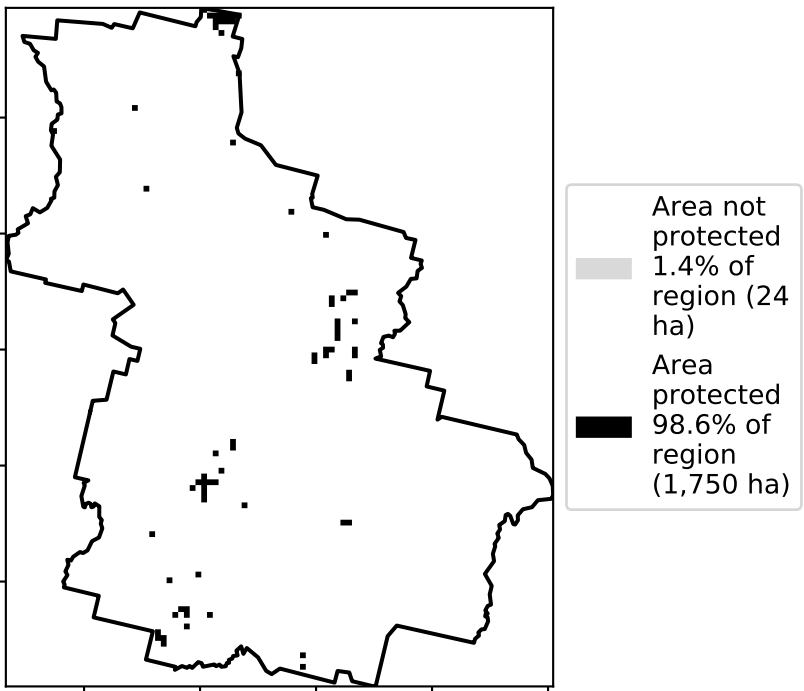 Area not
protected
1.4% of
region (24
ha)
Area
protected
98.6% of
region
(1,750 ha)